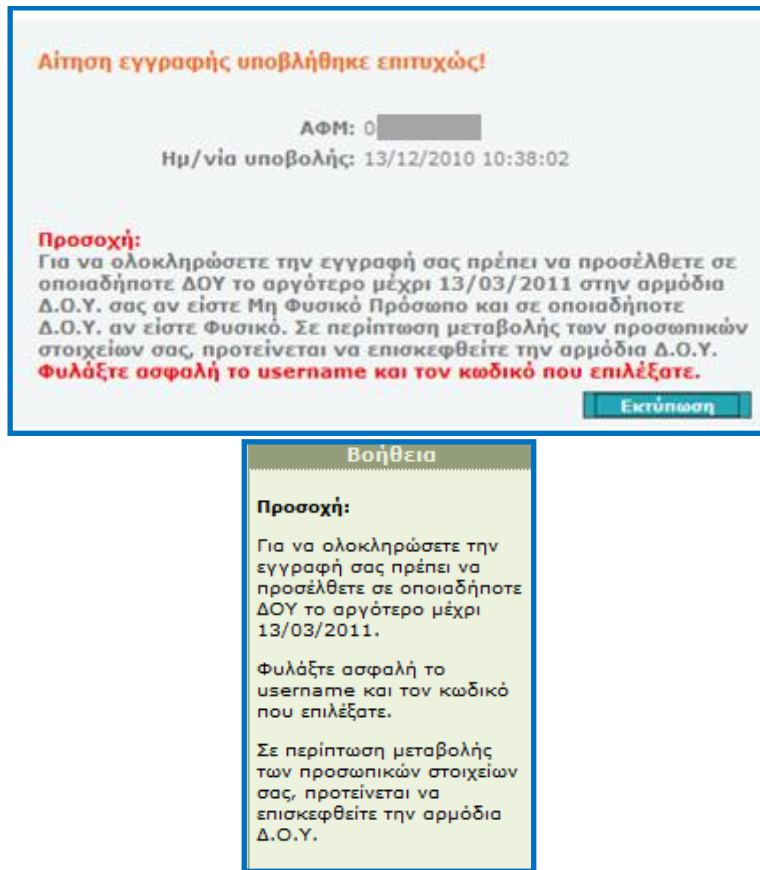 Αίτηση εγγραφής υποβλήθηκε επιτυχώς!
ΑΦΜ: 0
Ημ/νία υποβολής: 13/12/2010 10:38:02
Προσοχή:
Για να ολοκληρώσετε την εγγραφή σας πρέπει να προσέλθετε σε
οποιαδήποτε ΔΟΥ το αργότερο μέχρι 13/03/2011 στην αρμόδια
Δ.Ο.Υ. σας αν είστε Μη Φυσικό Πρόσωπο και σε οποιαδήποτε
Δ.Ο.Υ. αν είστε Φυσικό. Σε περίπτωση μεταβολής των προσωπικών
στοιχείων σας, προτείνεται να επισκεφθείτε την αρμόδια Δ.Ο.Υ.
Φυλάξτε ασφαλή το username και τον κωδικό που επιλέξατε.
Εκτύπωση
Βοήθεια
Προσοχή:
Για να ολοκληρώσετε την
εγγραφή σας πρέπει να
προσέλθετε σε οποιαδήποτε
ΔΟΥ το αργότερο μέχρι
13/03/2011.
Φυλάξτε ασφαλή το
username και τον κωδικό
που επιλέξατε.
Σε περίπτωση μεταβολής
των προσωπικών στοιχείων
σας, προτείνεται να
επισκεφθείτε την αρμόδια
Δ.Ο.Υ.